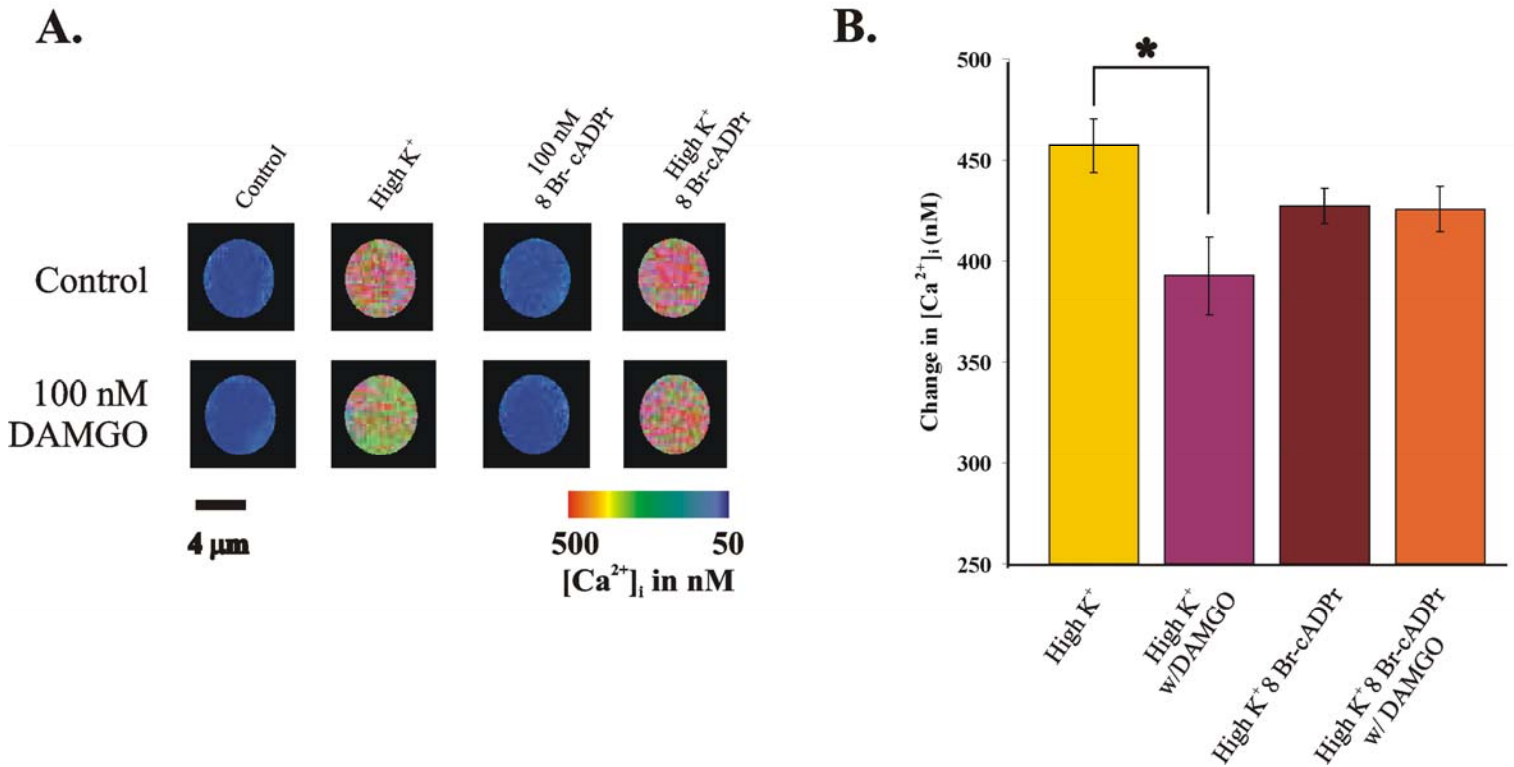 A.
Control
High K⁺
100 nM
8 Br- cADPr
High K⁺
8 Br-cADPr
Control
100 nM
DAMGO
4 µm
500 50
[Ca²⁺]ᵢ in nM
B.
*
Change in [Ca²⁺]ᵢ (nM)
500
450
400
350
300
250
High K⁺
High K⁺
w/DAMGO
High K⁺ 8 Br-cADPr
High K⁺ 8 Br-cADPr
w/ DAMGO